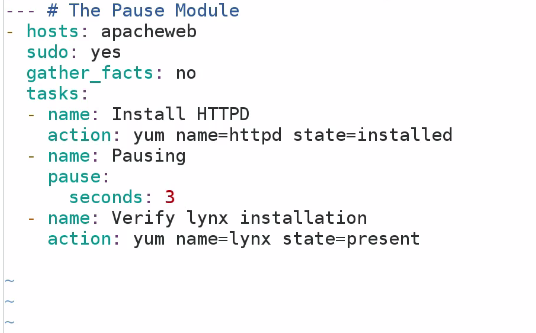 --- # The Pause Module
- hosts: apacheweb
  sudo: yes
  gather_facts: no
  tasks:
  - name: Install HTTPD
    action: yum name=httpd state=installed
  - name: Pausing
    pause:
      seconds: 3
  - name: Verify lynx installation
    action: yum name=lynx state=present
~
~
~